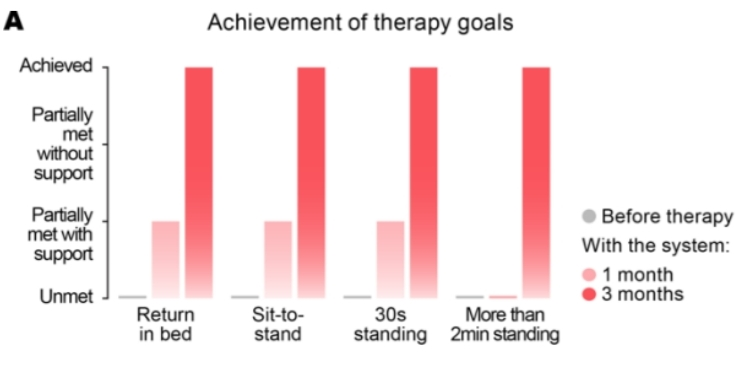 A
Achievement of therapy goals
Achieved
Partially
met
without
support
Partially
met with
support
Unmet
Return
in bed
Sit-to-
stand
30s
standing
More than
2min standing
Before therapy
With the system:
1 month
3 months